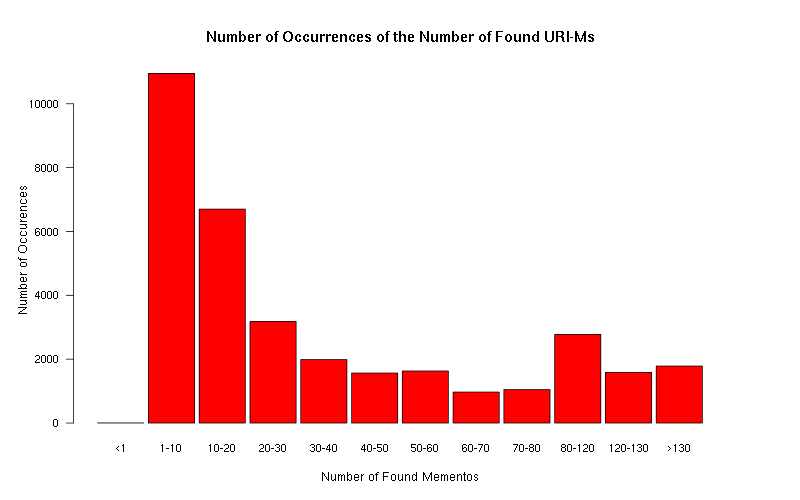 Number of Occurrences of the Number of Found URI-Ms
Number of Occurences
10000
8000
6000
4000
2000
0
<1 1-10 10-20 20-30 30-40 40-50 50-60 60-70 70-80 80-120 120-130 >130
Number of Found Mementos